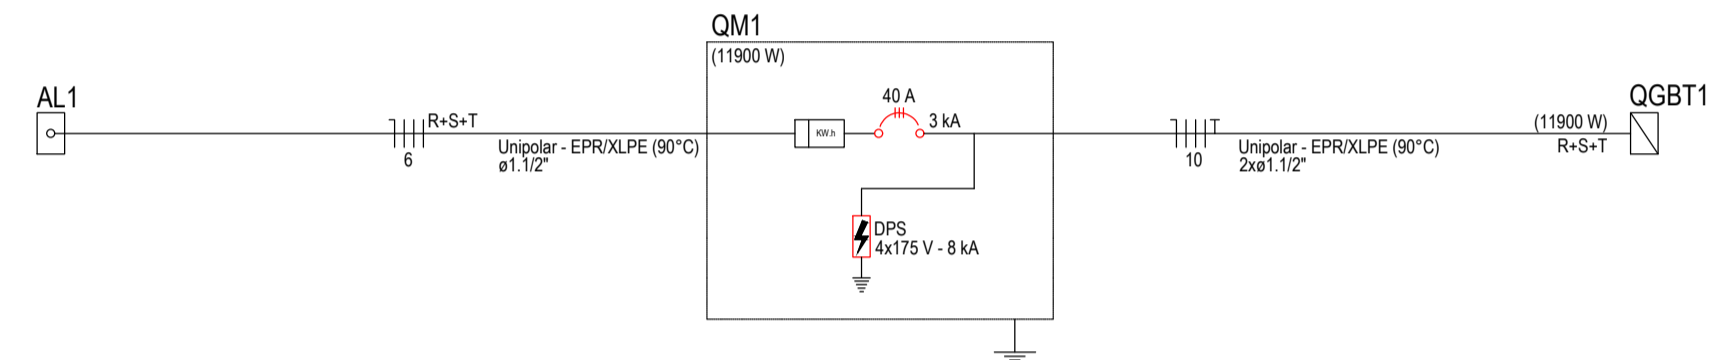 QM1
(11900 W)
AL1
R+S+T
6
Unipolar - EPR/XLPE (90°C)
ø1.1/2"
KW.h
40 A
3 kA
DPS
4x175 V - 8 kA
T
10
Unipolar - EPR/XLPE (90°C)
2xø1.1/2"
QGBT1
(11900 W)
R+S+T